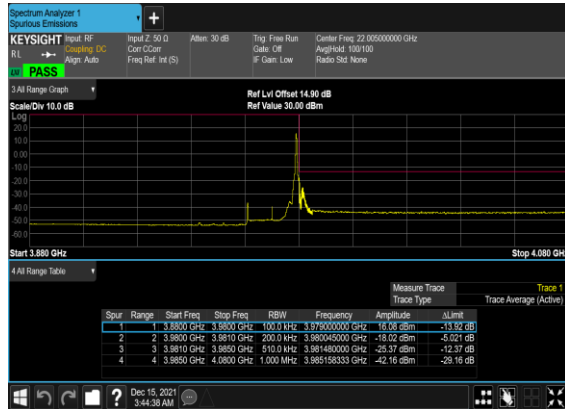 Spectrum Analyzer 1
Spurious Emissions
+
KEYSIGHT Input: RF Input Z: 50 Ω Atten: 30 dB Trig: Free Run Center Freq: 22.005000000 GHz
RL Coupling: DC Corr CCorr Gate: Off Avg|Hold: 100/100
Align: Auto Freq Ref: Int (S) IF Gain: Low Radio Std: None
LW PASS
3 All Range Graph
Ref Lvl Offset 14.90 dB
Scale/Div 10.0 dB Ref Value 30.00 dBm
Log
20.0
10.0
0.00
-10.0
-20.0
-30.0
-40.0
-50.0
-60.0
Start 3.880 GHz Stop 4.080 GH
4 All Range Table
Measure Trace Trace 1
Trace Type Trace Average (Active)
Spur Range Start Freq Stop Freq RBW Frequency Amplitude ΔLimit
1 1 3.8800 GHz 3.9800 GHz 100.0 kHz 3.979000000 GHz 16.08 dBm -13.92 dB
2 2 3.9800 GHz 3.9810 GHz 200.0 kHz 3.980045000 GHz -18.02 dBm -5.021 dB
3 3 3.9810 GHz 3.9850 GHz 510.0 kHz 3.981480000 GHz -25.37 dBm -12.37 dB
4 4 3.9850 GHz 4.0800 GHz 1.000 MHz 3.985158333 GHz -42.16 dBm -29.16 dB
? Dec 15, 2021
3:44:38 AM